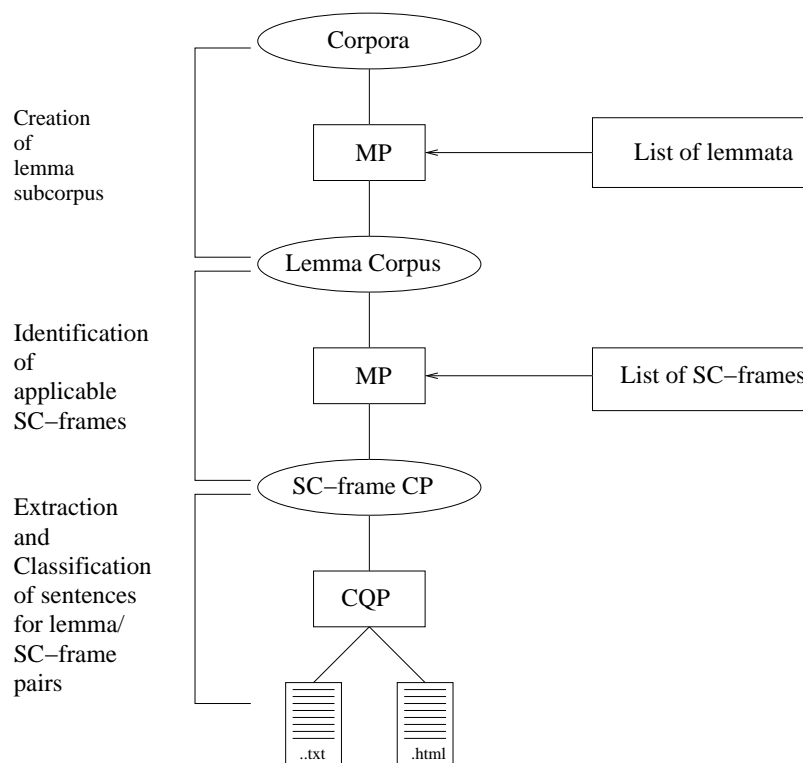 Corpora
Creation
of
lemma
subcorpus
MP
List of lemmata
Lemma Corpus
Identification
of
applicable
SC−frames
MP
List of SC−frames
SC−frame CP
Extraction
and
Classification
of sentences
for lemma/
SC−frame
pairs
CQP
..txt
.html